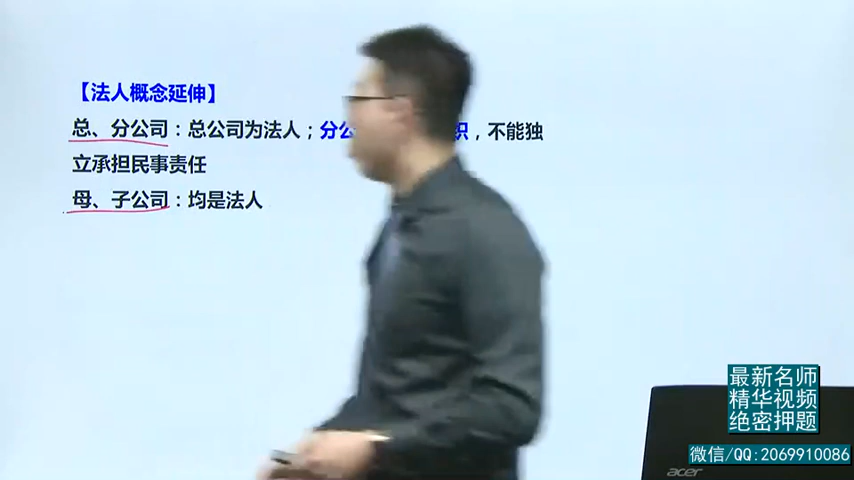 【法人概念延伸】
总、分公司：总公司为法人；分公 织，不能独
立承担民事责任
母、子公司：均是法人
最新名师
精华视频
绝密押题
微信/QQ:2069910086
acer